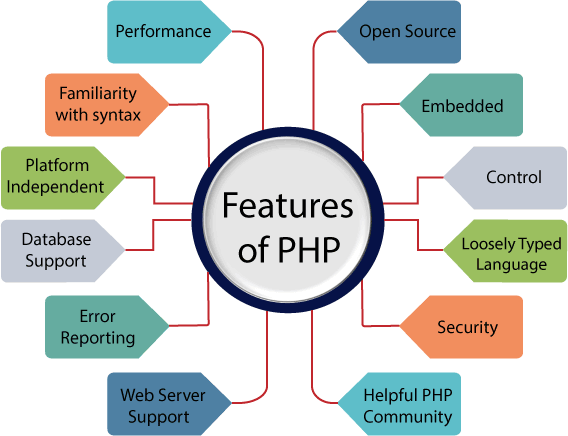 Features
of PHP
Performance
Familiarity
with syntax
Platform
Independent
Database
Support
Error
Reporting
Web Server
Support
Open Source
Embedded
Control
Loosely Typed
Language
Security
Helpful PHP
Community